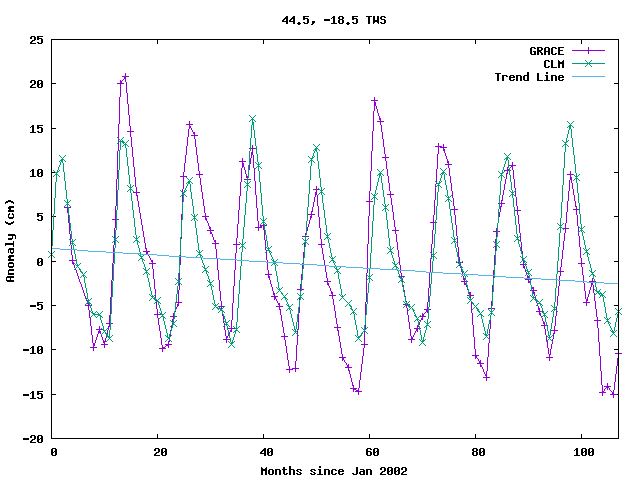 44.5, -18.5 TWS
GRACE
CLM
Trend Line
25
20
15
10
5
0
-5
-10
-15
-20
Anomaly (cm)
0 20 40 60 80 100
Months since Jan 2002